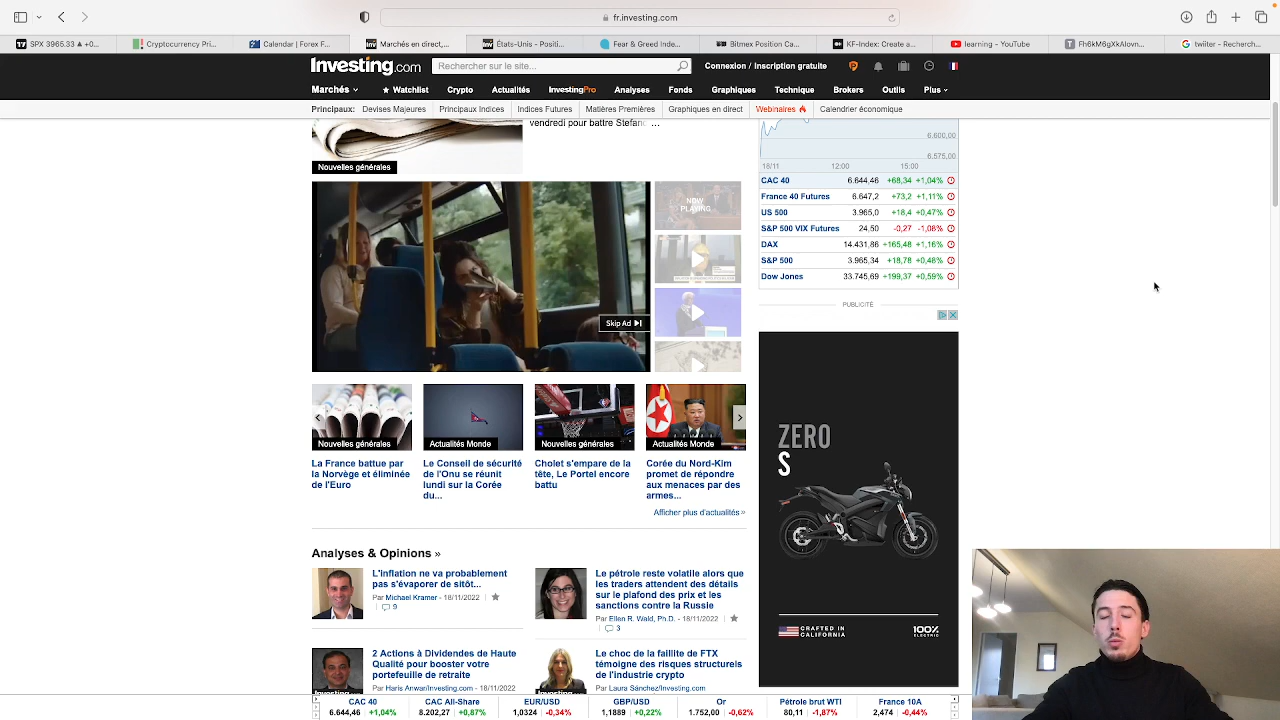 fr.investing.com
SPX 3965.33 ▲ +0...
Cryptocurrency Pri...
Calendar | Forex F...
Marchés en direct,...
États-Unis - Positi...
Fear & Greed Inde...
Bitmex Position Ca...
KF-Index: Create a...
learning - YouTube
Fh6kM6gXkAlovn...
twiiter - Recherch...
Investing.com
Rechercher sur le site...
Connexion / Inscription gratuite
Marchés
★ Watchlist
Crypto
Actualités
InvestingPro
Analyses
Fonds
Graphiques
Technique
Brokers
Outils
Plus
Principaux:
Devises Majeures
Principaux Indices
Indices Futures
Matières Premières
Graphiques en direct
Webinaires
Calendrier économique
vendredi pour battre Stefanc ...
Nouvelles générales
6.600,00
6.575,00
18/11
12:00
15:00
CAC 40 6.644,46 +68,34 +1,04%
France 40 Futures 6.647,2 +73,2 +1,11%
US 500 3.965,0 +18,4 +0,47%
S&P 500 VIX Futures 24,50 -0,27 -1,08%
DAX 14.431,86 +165,48 +1,16%
S&P 500 3.965,34 +18,78 +0,48%
Dow Jones 33.745,69 +199,37 +0,59%
NOW
PLAYING
Skip Ad
PUBLICITÉ
ZERO
S
CRAFTED IN
CALIFORNIA
100%
ELECTRIC
Nouvelles générales
Actualités Monde
Nouvelles générales
Actualités Monde
La France battue par
la Norvège et éliminée
de l'Euro
Le Conseil de sécurité
de l'Onu se réunit
lundi sur la Corée
du...
Cholet s'empare de la
tête, Le Portel encore
battu
Corée du Nord-Kim
promet de répondre
aux menaces par des
armes...
Afficher plus d'actualités »
Analyses & Opinions »
L'inflation ne va probablement
pas s'évaporer de sitôt...
Par Michael Kramer - 18/11/2022 | ★
| 9
Le pétrole reste volatile alors que
les traders attendent des détails
sur le plafond des prix et les
sanctions contre la Russie
Par Ellen R. Wald, Ph.D. - 18/11/2022 | ★
| 3
2 Actions à Dividendes de Haute
Qualité pour booster votre
portefeuille de retraite
Par Haris Anwar/Investing.com - 18/11/2022
Le choc de la faillite de FTX
témoigne des risques structurels
de l'industrie crypto
Par Laura Sánchez/Investing.com
CAC 40
6.644,46 +1,04%
CAC All-Share
8.202,27 +0,87%
EUR/USD
1,0324 -0,34%
GBP/USD
1,1889 +0,22%
Or
1.752,00 -0,62%
Pétrole brut WTI
80,11 -1,87%
France 10A
2,474 -0,44%